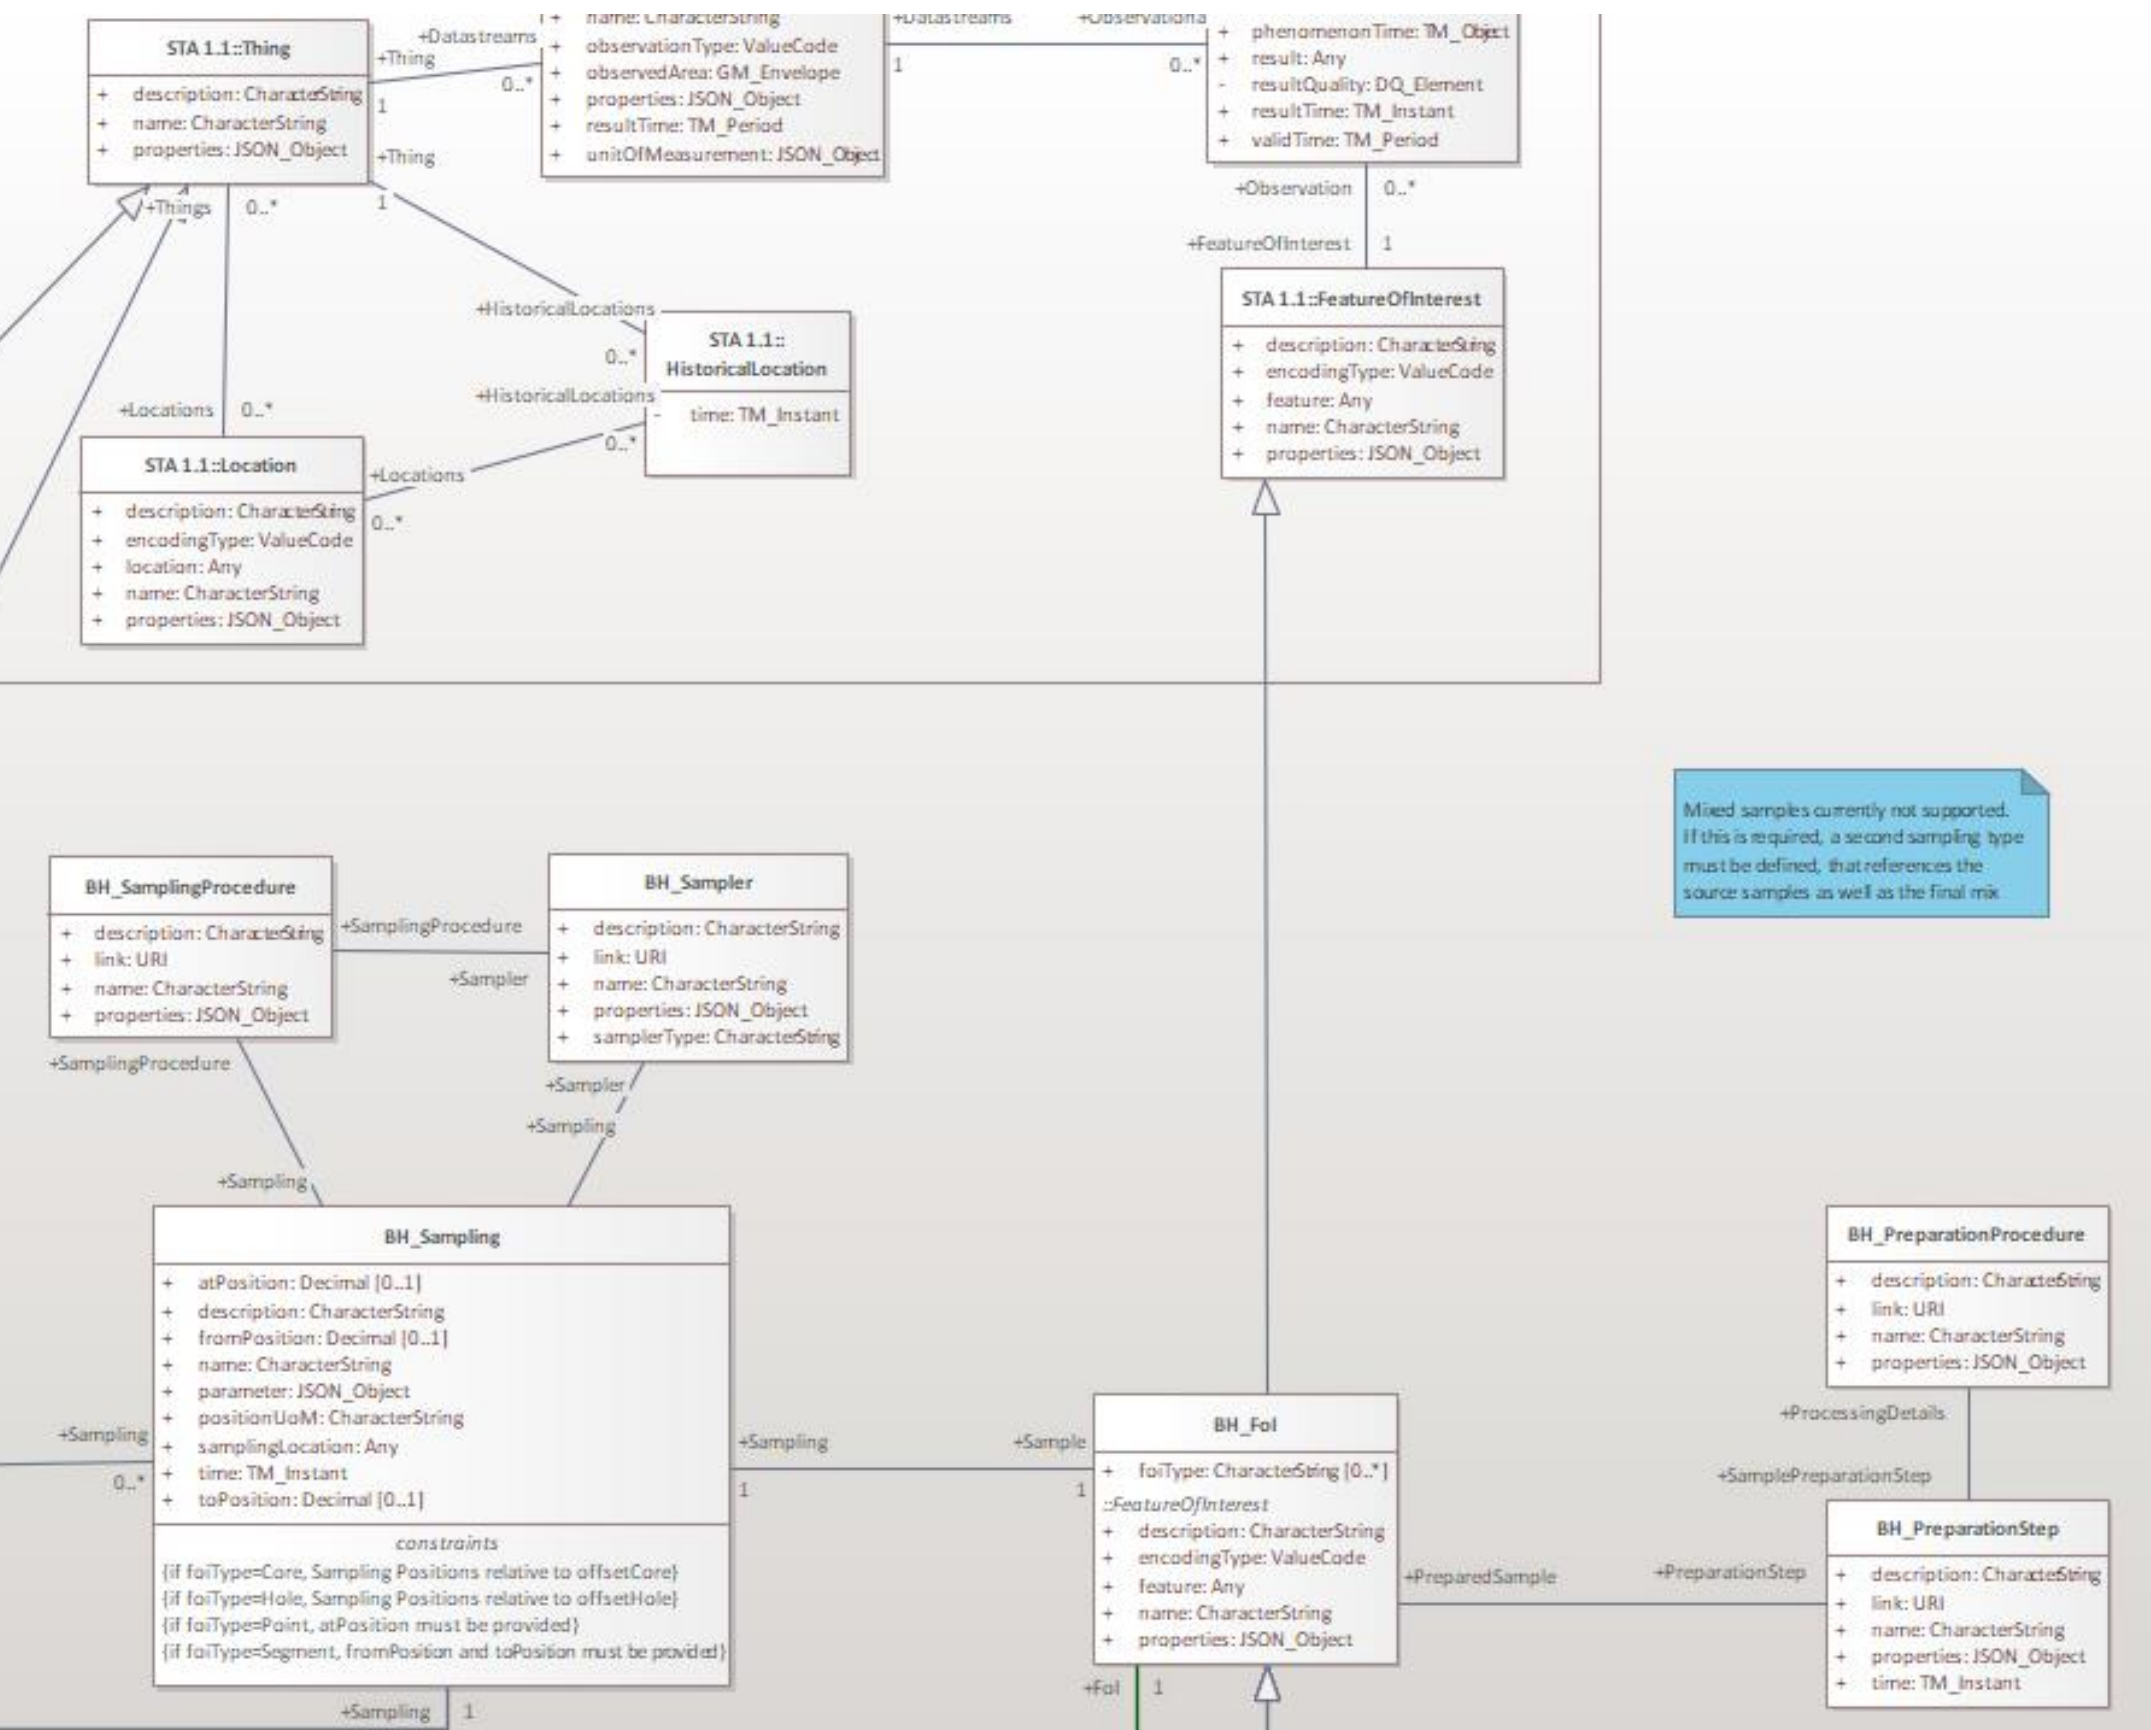 STA 1.1::Thing
+ description: CharacterString
+ name: CharacterString
+ properties: JSON_Object
+Thing
1
+Datastreams
0..*
+ name: CharacterString
+ observationType: ValueCode
+ observedArea: GM_Envelope
+ properties: JSON_Object
+ resultTime: TM_Period
+ unitOfMeasurement: JSON_Object
+Datastreams
1
0..*
+ phenomenonTime: TM_Object
+ result: Any
- resultQuality: DQ_Element
+ resultTime: TM_Instant
+ validTime: TM_Period
+Thing
1
+Things
0..*
+Observation
0..*
+FeatureOfInterest
1
+HistoricalLocations
0..*
STA 1.1::
HistoricalLocation
- time: TM_Instant
+HistoricalLocations
0..*
STA 1.1::FeatureOfInterest
+ description: CharacterString
+ encodingType: ValueCode
+ feature: Any
+ name: CharacterString
+ properties: JSON_Object
+Locations
0..*
STA 1.1::Location
+ description: CharacterString
+ encodingType: ValueCode
+ location: Any
+ name: CharacterString
+ properties: JSON_Object
+Locations
0..*
Mixed samples currently not supported.
If this is required, a second sampling type
must be defined, that references the
source samples as well as the final mix
BH_SamplingProcedure
+ description: CharacterString
+ link: URI
+ name: CharacterString
+ properties: JSON_Object
+SamplingProcedure
+Sampler
BH_Sampler
+ description: CharacterString
+ link: URI
+ name: CharacterString
+ properties: JSON_Object
+ samplerType: CharacterString
+SamplingProcedure
+Sampling
+Sampler
+Sampling
BH_Sampling
+ atPosition: Decimal [0..1]
+ description: CharacterString
+ fromPosition: Decimal [0..1]
+ name: CharacterString
+ parameter: JSON_Object
+ positionUoM: CharacterString
+ samplingLocation: Any
+ time: TM_Instant
+ toPosition: Decimal [0..1]
constraints
{if foiType=Core, Sampling Positions relative to offsetCore}
{if foiType=Hole, Sampling Positions relative to offsetHole}
{if foiType=Point, atPosition must be provided}
{if foiType=Segment, fromPosition and toPosition must be provided}
+Sampling
0..*
+Sampling
1
+Sample
1
+Sampling
1
BH_FoI
+ foiType: CharacterString [0..*]
::FeatureOfInterest
+ description: CharacterString
+ encodingType: ValueCode
+ feature: Any
+ name: CharacterString
+ properties: JSON_Object
+FoI
1
+PreparedSample
+PreparationStep
BH_PreparationProcedure
+ description: CharacterString
+ link: URI
+ name: CharacterString
+ properties: JSON_Object
+ProcessingDetails
+SamplePreparationStep
BH_PreparationStep
+ description: CharacterString
+ link: URI
+ name: CharacterString
+ properties: JSON_Object
+ time: TM_Instant